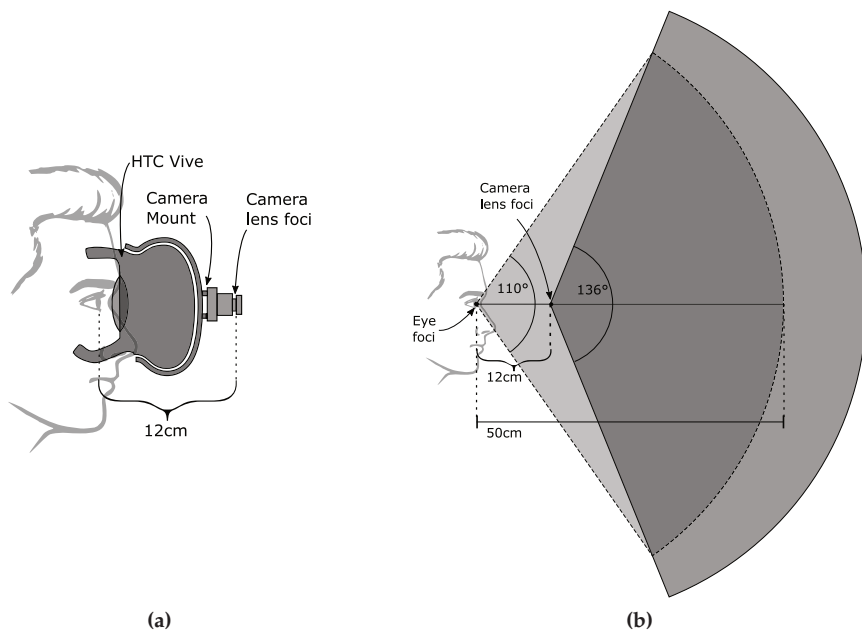 HTC Vive
Camera
Mount
Camera
lens foci
12cm
(a)
Camera
lens foci
110°
136°
Eye
foci
12cm
50cm
(b)